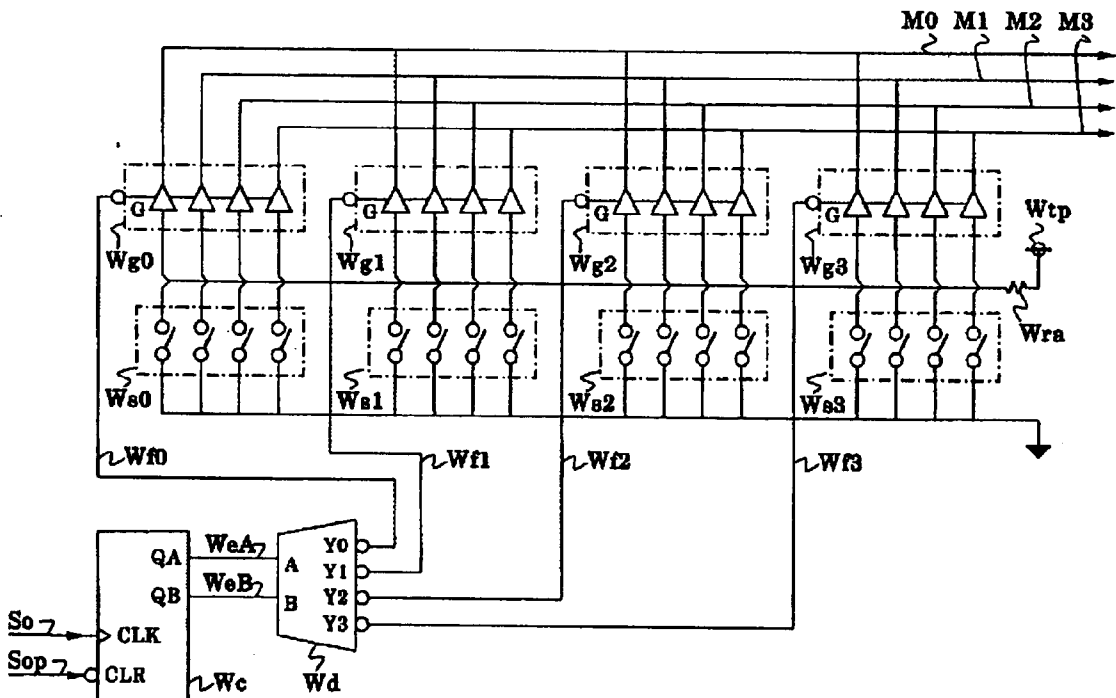 M0 M1 M2 M3
G G G G
Wtp
Wg0 Wg1 Wg2 Wg3
Wra
Ws0 Ws1 Ws2 Ws3
Wf0 Wf1 Wf2 Wf3
QA WeA A Y0
Y1
QB WeB B Y2
Y3
So CLK
Sop CLR
Wc Wd